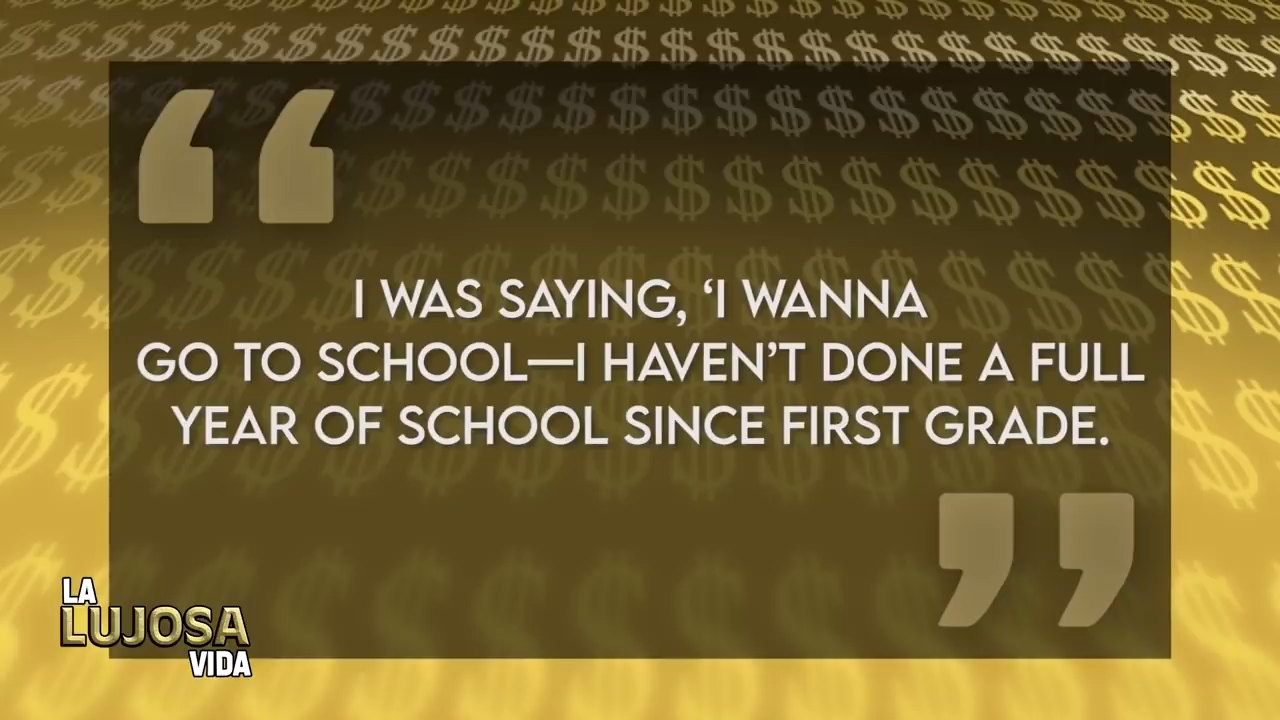 I WAS SAYING, ‘I WANNA
GO TO SCHOOL—I HAVEN’T DONE A FULL
YEAR OF SCHOOL SINCE FIRST GRADE.
LA
LUJOSA
VIDA